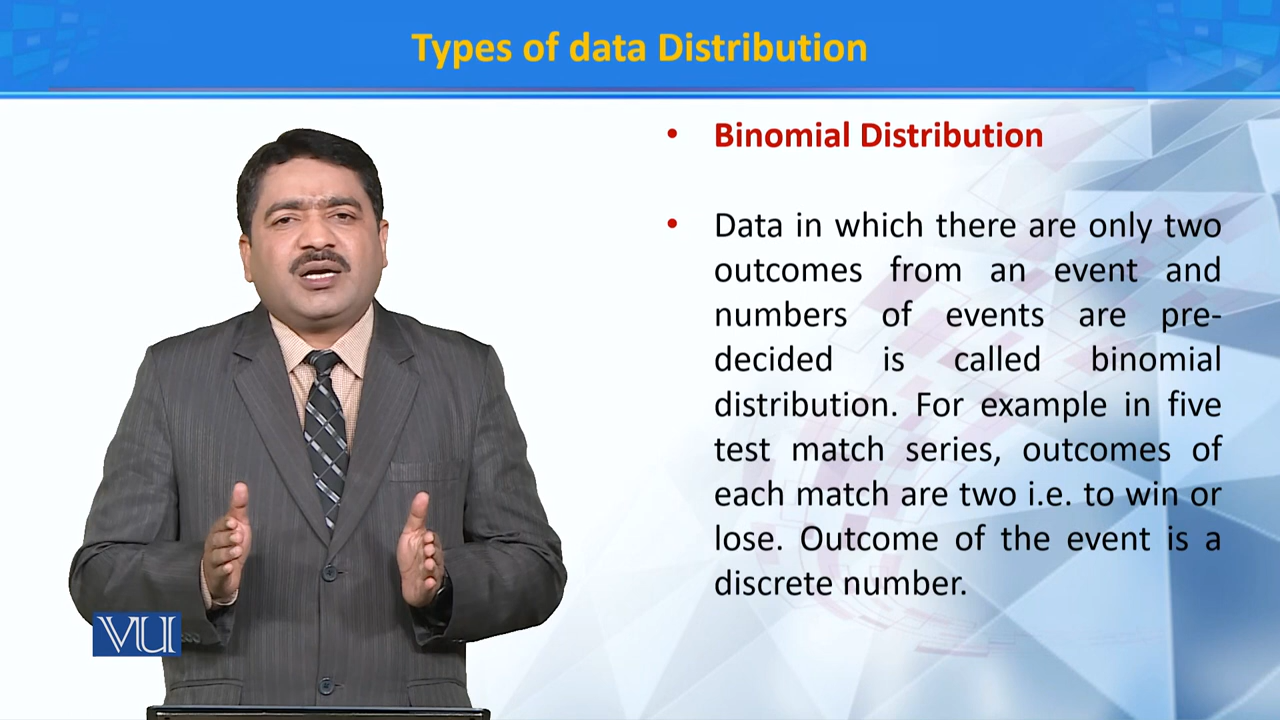 Types of data Distribution
• Binomial Distribution
• Data in which there are only two
outcomes from an event and
numbers of events are pre-
decided is called binomial
distribution. For example in five
test match series, outcomes of
each match are two i.e. to win or
lose. Outcome of the event is a
discrete number.
VU